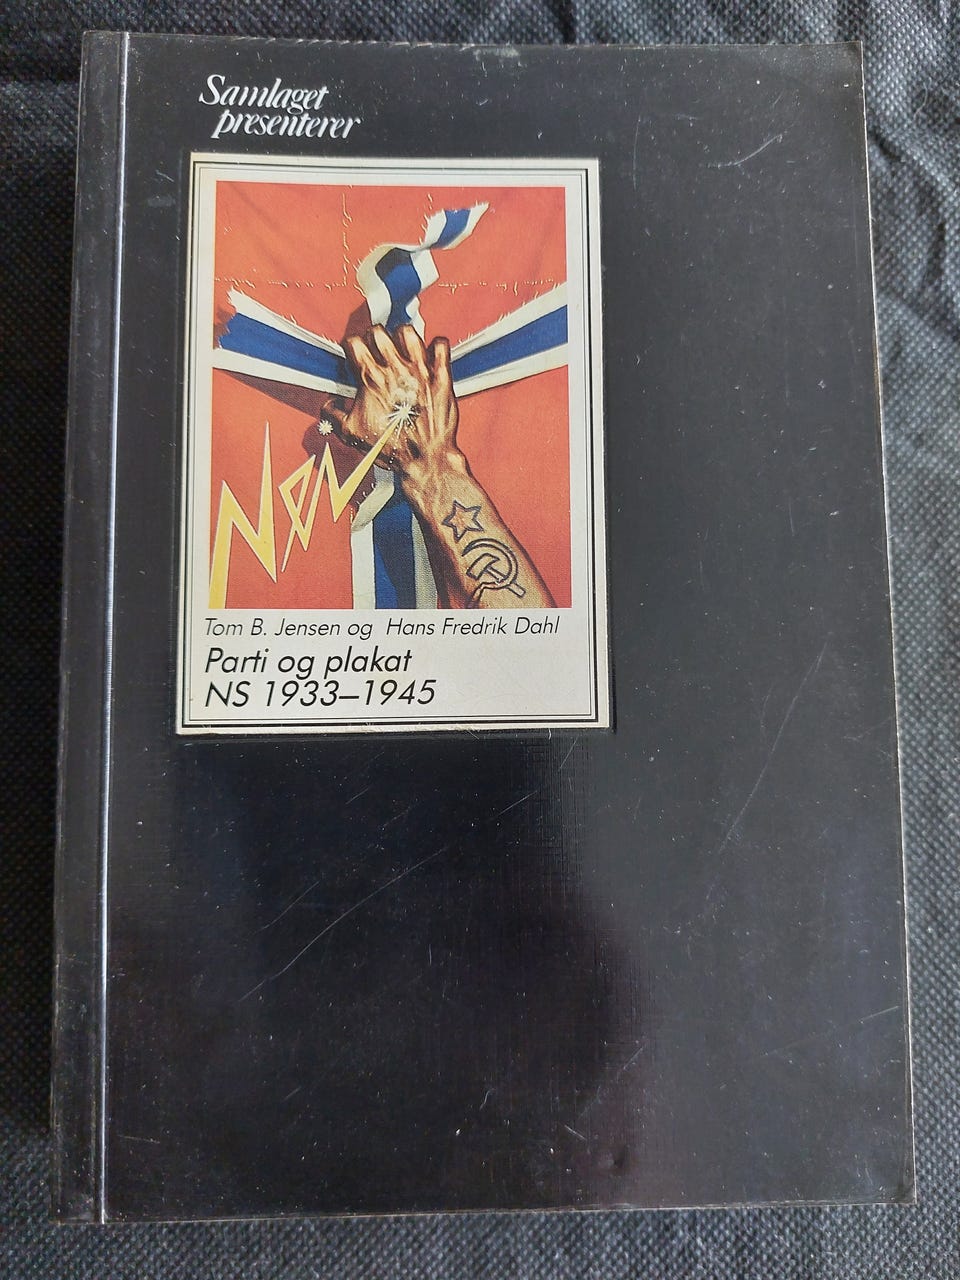 Samlaget
presenterer
Nei
Tom B. Jensen og Hans Fredrik Dahl
Parti og plakat
NS 1933–1945